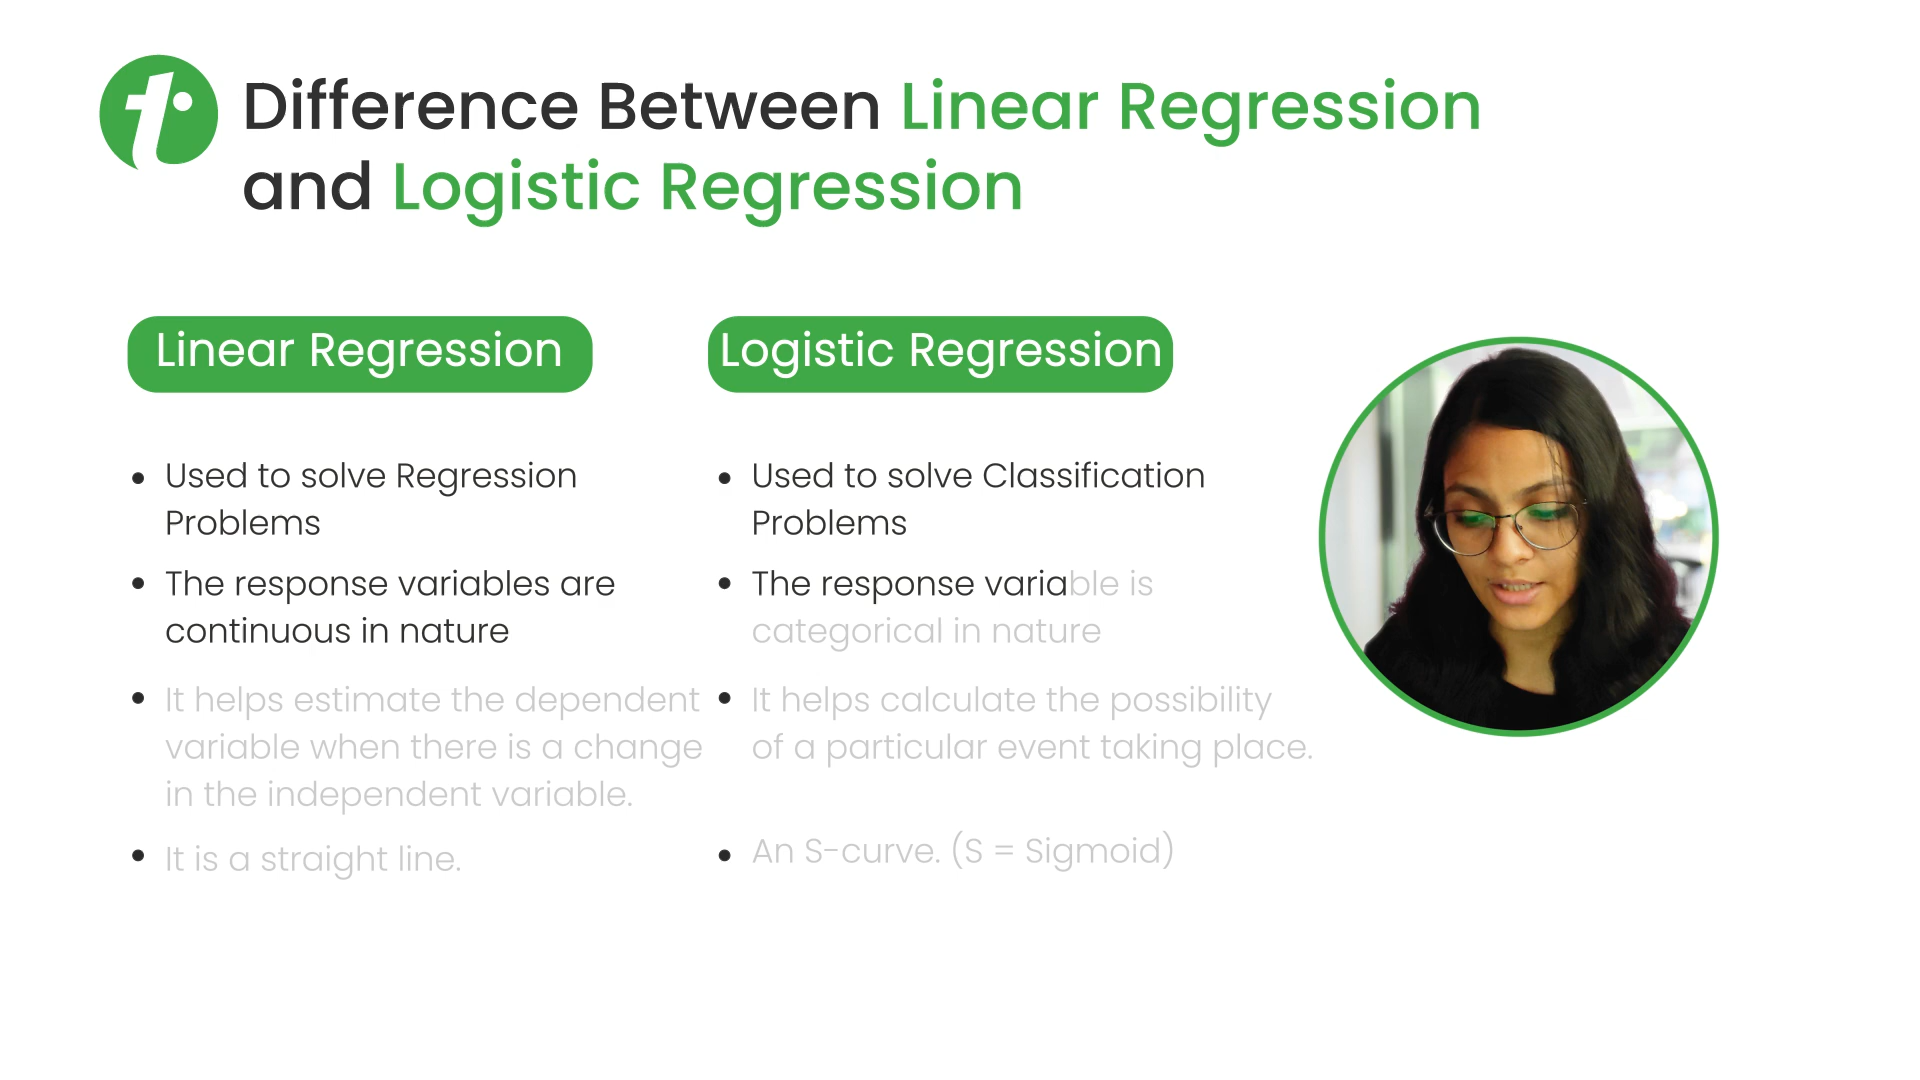 Difference Between Linear Regression
and Logistic Regression
Linear Regression
Used to solve Regression
Problems
The response variables are
continuous in nature
It helps estimate the dependent
variable when there is a change
in the independent variable.
It is a straight line.
Logistic Regression
Used to solve Classification
Problems
The response variable is
categorical in nature
It helps calculate the possibility
of a particular event taking place.
An S-curve. (S = Sigmoid)